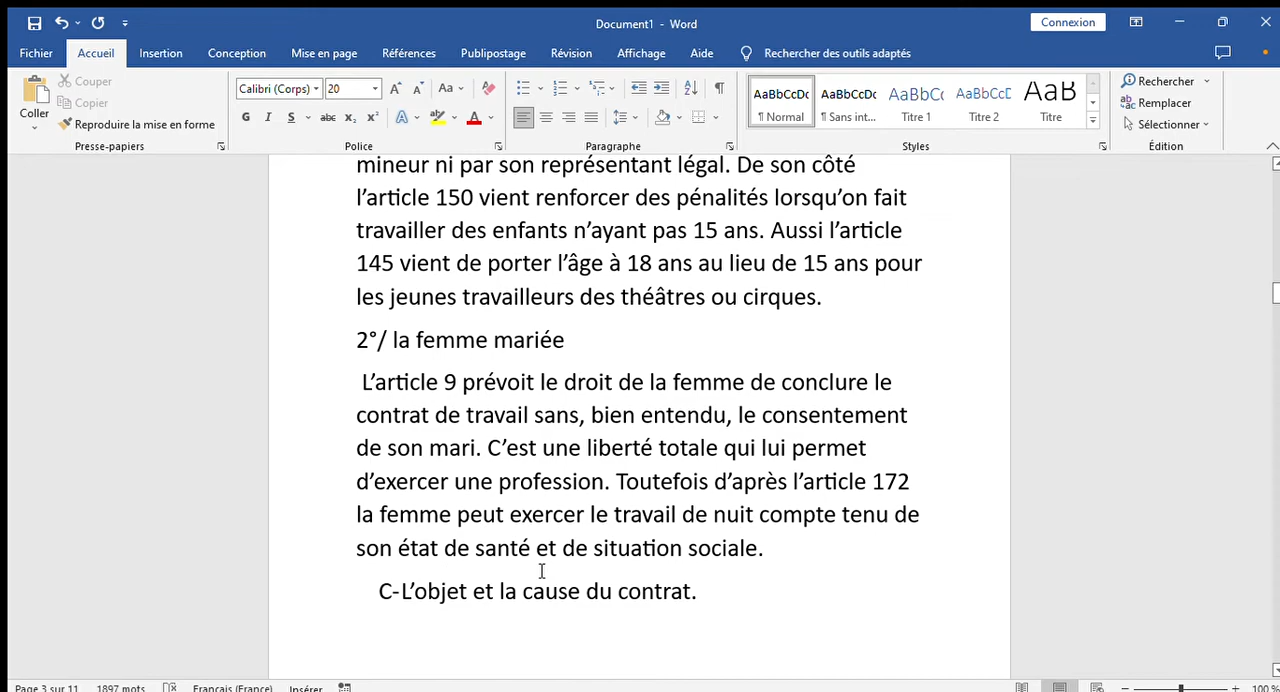 Document1 - Word
Connexion
Fichier Accueil Insertion Conception Mise en page Références Publipostage Révision Affichage Aide Rechercher des outils adaptés
Coller
Couper
Copier
Reproduire la mise en forme
Presse-papiers
Calibri (Corps) 20
Aa
G I S abc x₂ x² A A
Police
Paragraphe
AaBbCcDc AaBbCcDc AaBbCc AaBbCcD AaB
¶ Normal ¶ Sans int... Titre 1 Titre 2 Titre
Styles
Rechercher
Remplacer
Sélectionner
Édition
mineur ni par son représentant légal. De son côté
l’article 150 vient renforcer des pénalités lorsqu’on fait
travailler des enfants n’ayant pas 15 ans. Aussi l’article
145 vient de porter l’âge à 18 ans au lieu de 15 ans pour
les jeunes travailleurs des théâtres ou cirques.
2°/ la femme mariée
L’article 9 prévoit le droit de la femme de conclure le
contrat de travail sans, bien entendu, le consentement
de son mari. C’est une liberté totale qui lui permet
d’exercer une profession. Toutefois d’après l’article 172
la femme peut exercer le travail de nuit compte tenu de
son état de santé et de situation sociale.
C-L’objet et la cause du contrat.
Page 3 sur 11 1897 mots Français (France) Insérer 100 %